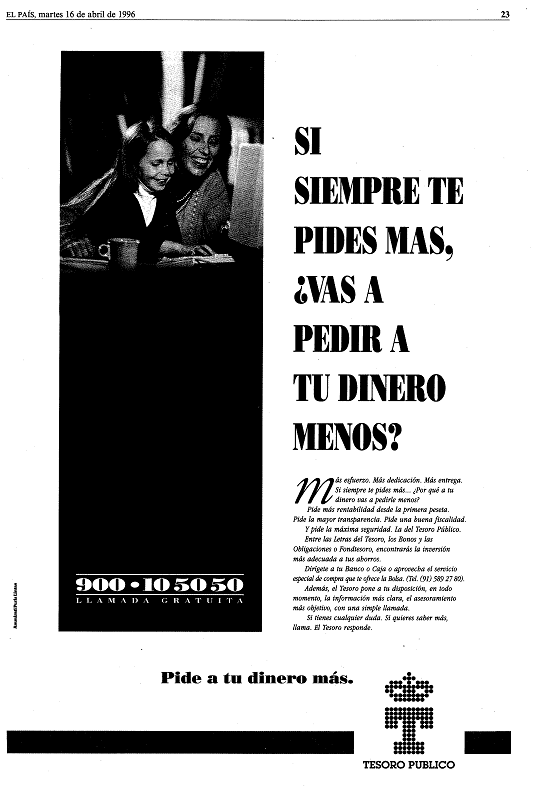 EL PAÍS, martes 16 de abril de 1996
23
SI
SIEMPRE TE
PIDES MAS,
¿VAS A
PEDIR A
TU DINERO
MENOS?
Más esfuerzo. Más dedicación. Más entrega.
Si siempre te pides más... ¿Por qué a tu
dinero vas a pedirle menos?
Pide más rentabilidad desde la primera peseta.
Pide la mayor transparencia. Pide una buena fiscalidad.
Y pide la máxima seguridad. La del Tesoro Público.
Entre las Letras del Tesoro, los Bonos y las
Obligaciones o Fondtesoro, encontrarás la inversión
más adecuada a tus ahorros.
Dirígete a tu Banco o Caja o aprovecha el servicio
especial de compra que te ofrece la Bolsa. (Tel. (91) 589 27 80).
Además, el Tesoro pone a tu disposición, en todo
momento, la información más clara, el asesoramiento
más objetivo, con una simple llamada.
Si tienes cualquier duda. Si quieres saber más,
llama. El Tesoro responde.
900 • 10 50 50
LLAMADA GRATUITA
Pide a tu dinero más.
TESORO PUBLICO